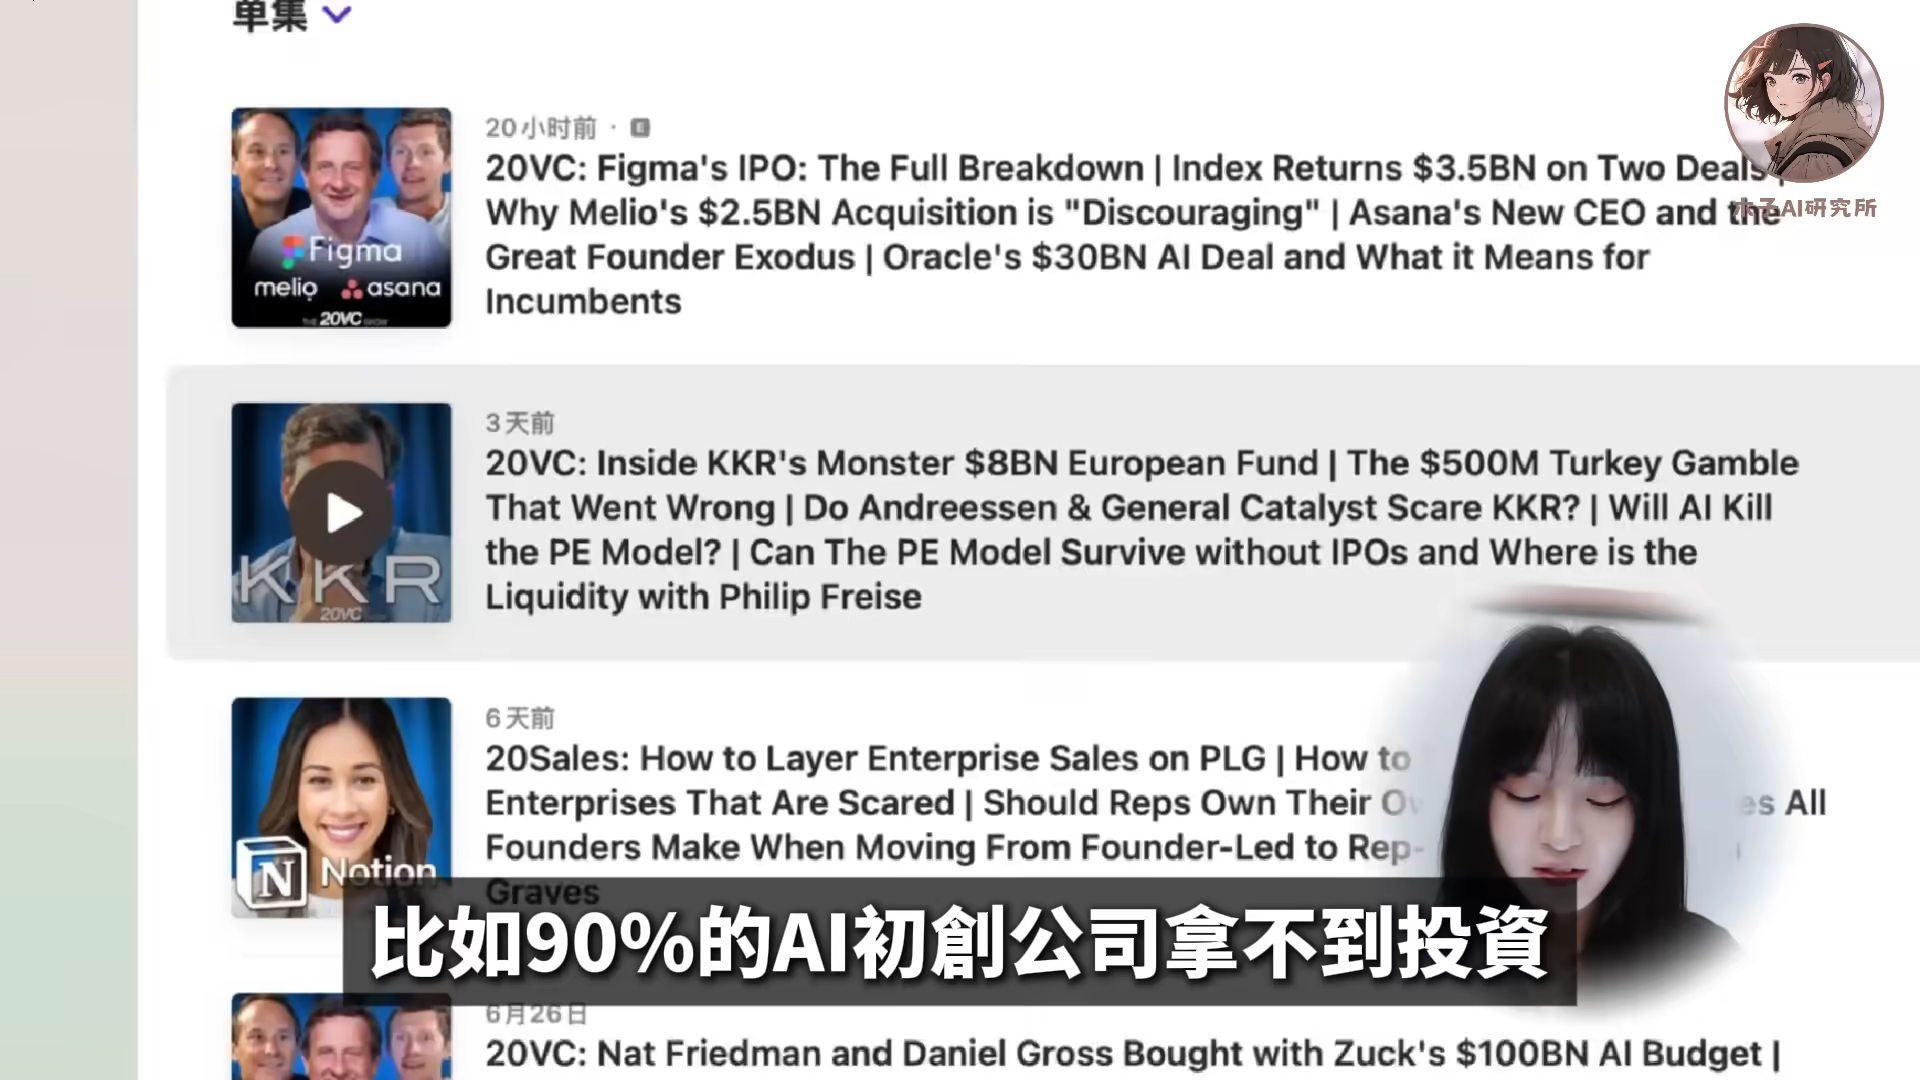 单集
20小时前 · E
20VC: Figma's IPO: The Full Breakdown | Index Returns $3.5BN on Two Deals |
Why Melio's $2.5BN Acquisition is "Discouraging" | Asana's New CEO and the
Great Founder Exodus | Oracle's $30BN AI Deal and What it Means for
Incumbents
Figma
melio asana
THE 20VC SHOW
木子AI研究所
3天前
20VC: Inside KKR's Monster $8BN European Fund | The $500M Turkey Gamble
That Went Wrong | Do Andreessen & General Catalyst Scare KKR? | Will AI Kill
the PE Model? | Can The PE Model Survive without IPOs and Where is the
Liquidity with Philip Freise
KKR
20VC
6天前
20Sales: How to Layer Enterprise Sales on PLG | How to
Enterprises That Are Scared | Should Reps Own Their All
Founders Make When Moving From Founder-Led to Rep-
Graves
Notion
比如90%的AI初創公司拿不到投資
6月26日
20VC: Nat Friedman and Daniel Gross Bought with Zuck's $100BN AI Budget |